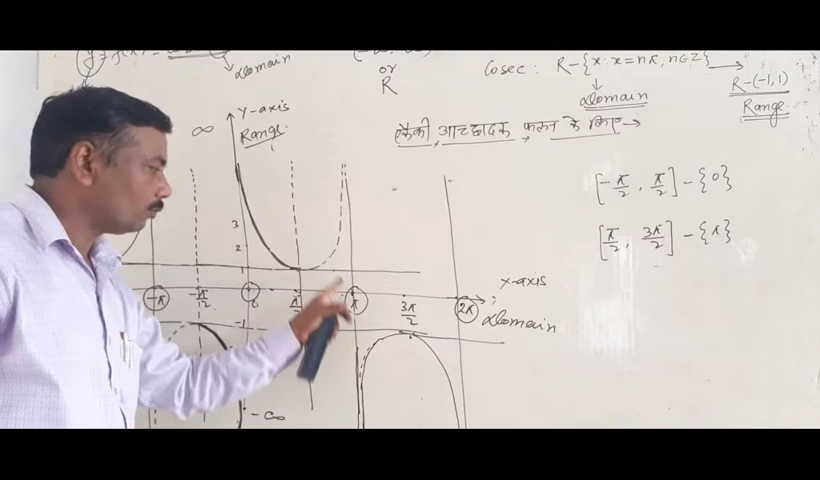 domain
or
R
Cosec : R-{x: x=nπ, n∈Z}
domain
R-(-1,1)
Range
Y-axis
Range
∞
एकैकी आच्छादक फलन के लिए →
[-π/2, π/2] - {0}
[π/2, 3π/2] - {π}
3
2
1
-π
-π/2
0
π/2
π
3π/2
2π
X-axis
domain
-1
-∞